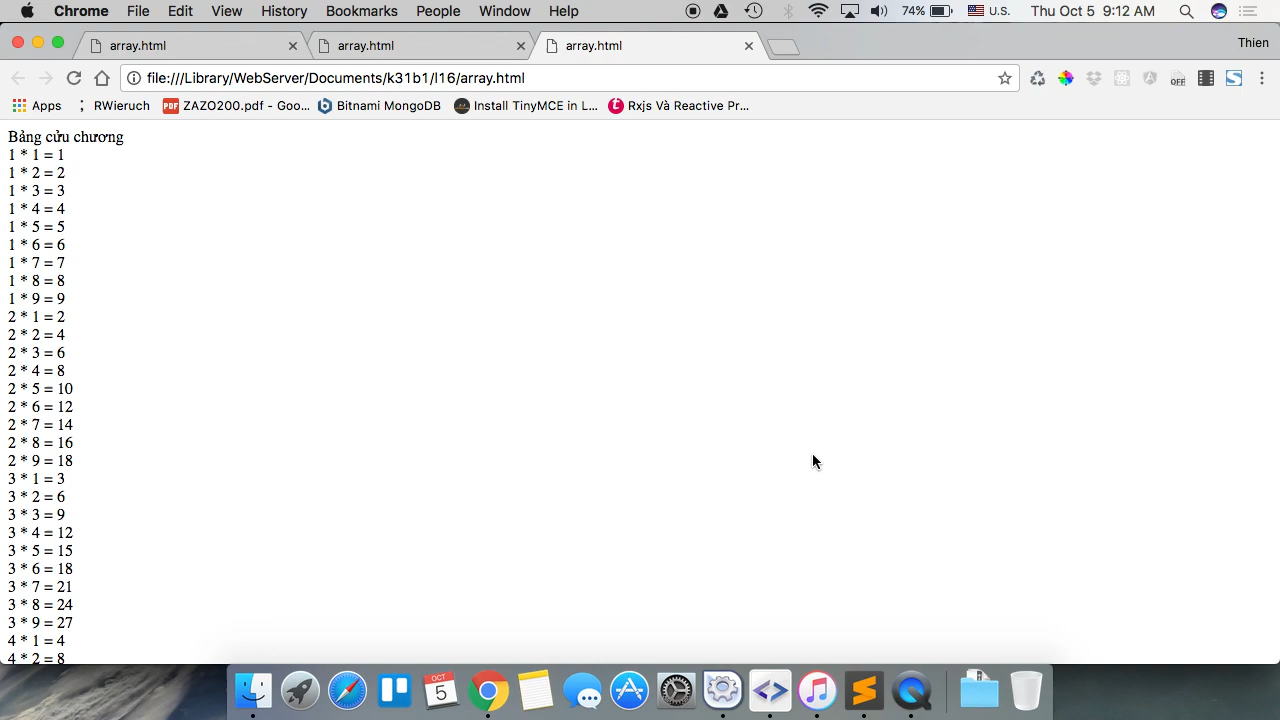 Chrome File Edit View History Bookmarks People Window Help 74% U.S. Thu Oct 5 9:12 AM
array.html array.html array.html Thien
file:///Library/WebServer/Documents/k31b1/l16/array.html OFF
Apps RWieruch PDF ZAZO200.pdf - Goo... Bitnami MongoDB Install TinyMCE in L... t Rxjs Và Reactive Pr...
Bảng cửu chương
1 * 1 = 1
1 * 2 = 2
1 * 3 = 3
1 * 4 = 4
1 * 5 = 5
1 * 6 = 6
1 * 7 = 7
1 * 8 = 8
1 * 9 = 9
2 * 1 = 2
2 * 2 = 4
2 * 3 = 6
2 * 4 = 8
2 * 5 = 10
2 * 6 = 12
2 * 7 = 14
2 * 8 = 16
2 * 9 = 18
3 * 1 = 3
3 * 2 = 6
3 * 3 = 9
3 * 4 = 12
3 * 5 = 15
3 * 6 = 18
3 * 7 = 21
3 * 8 = 24
3 * 9 = 27
4 * 1 = 4
4 * 2 = 8
OCT
5